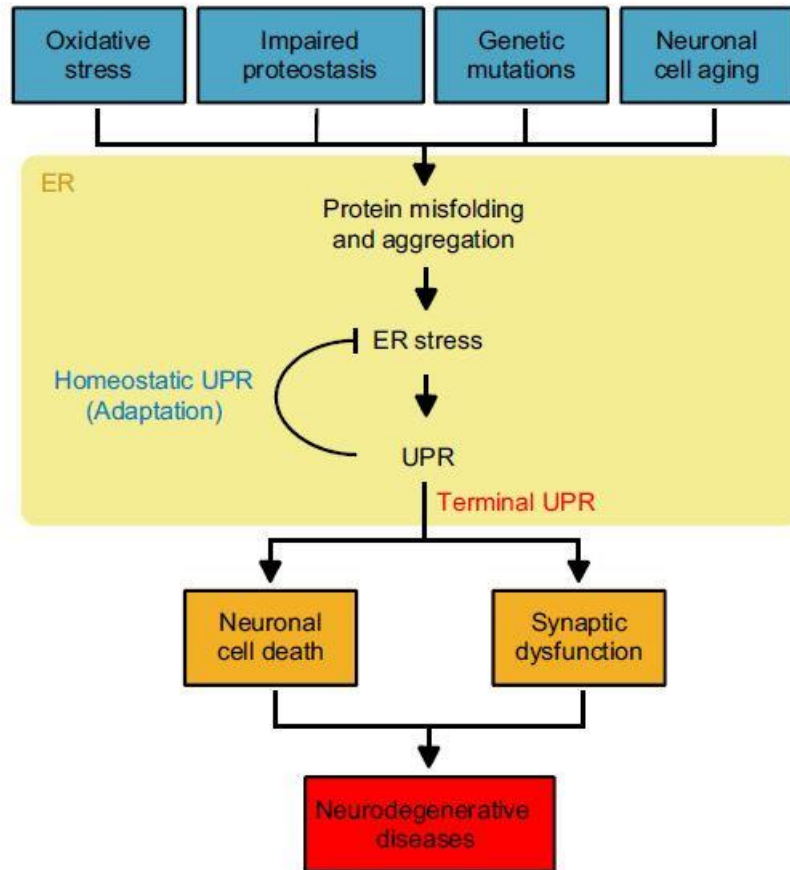 Oxidative
stress
Impaired
proteostasis
Genetic
mutations
Neuronal
cell aging
ER
Protein misfolding
and aggregation
ER stress
Homeostatic UPR
(Adaptation)
UPR
Terminal UPR
Neuronal
cell death
Synaptic
dysfunction
Neurodegenerative
diseases